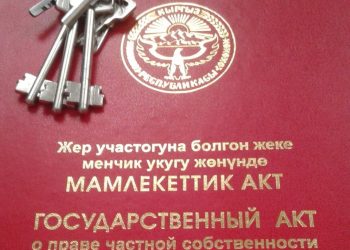 КЫРГЫЗ
РЕСПУБЛИКАСЫ
Жер участогуна болгон жеке
менчик укугу жөнүндө
МАМЛЕКЕТТИК АКТ
ГОСУДАРСТВЕННЫЙ АКТ
о праве частной собственности